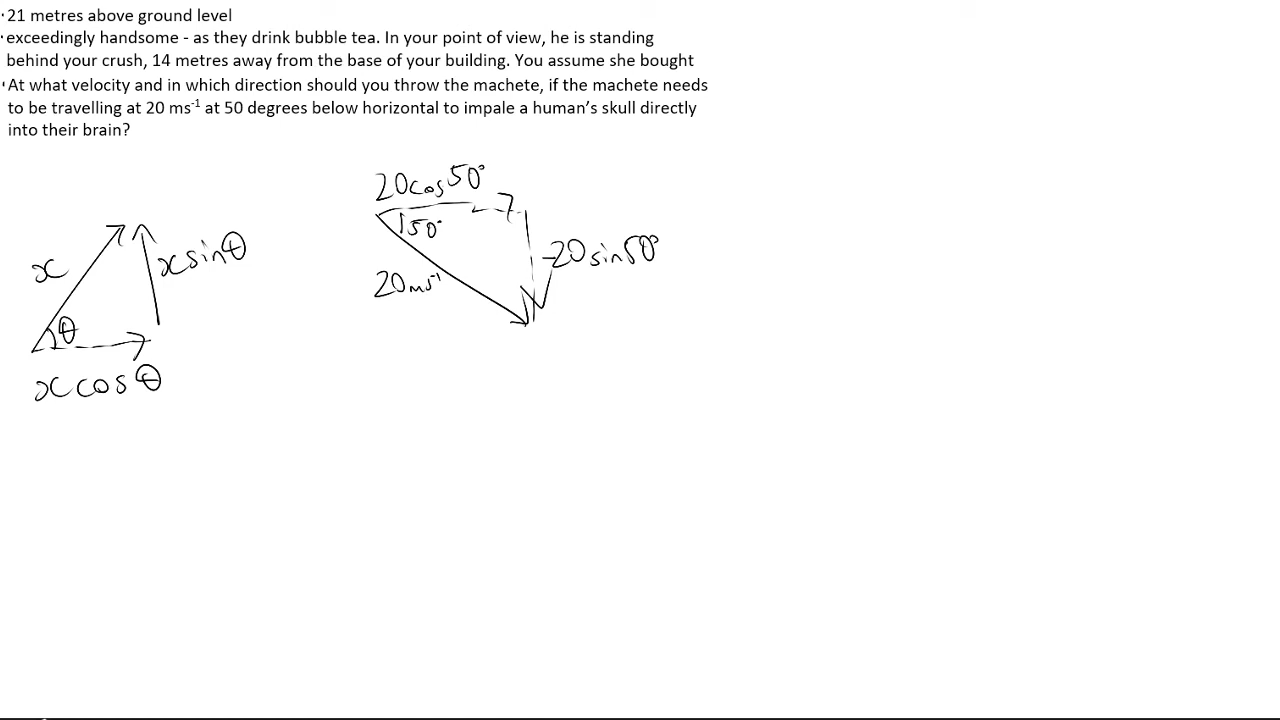 ·21 metres above ground level
·exceedingly handsome - as they drink bubble tea. In your point of view, he is standing
behind your crush, 14 metres away from the base of your building. You assume she bought
·At what velocity and in which direction should you throw the machete, if the machete needs
to be travelling at 20 ms⁻¹ at 50 degrees below horizontal to impale a human’s skull directly
into their brain?
20cos50°
50°
-20sin50°
20ms⁻¹
x
xsinθ
θ
xcosθ